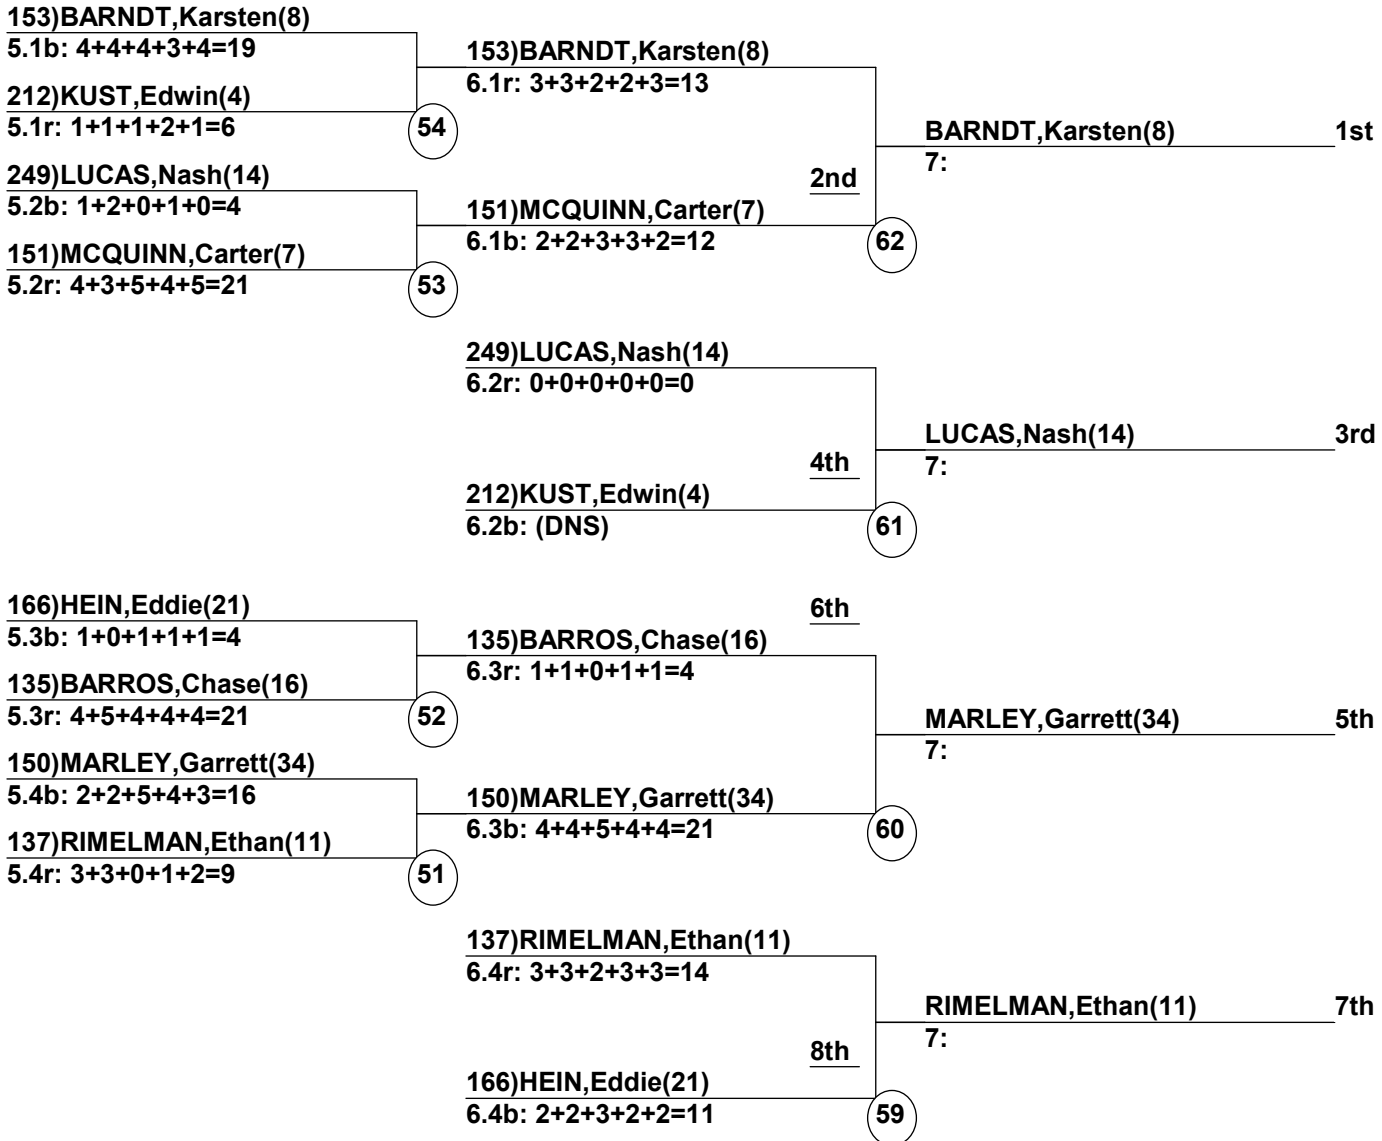 153)BARNDT,Karsten(8)
5.1b: 4+4+4+3+4=19
212)KUST,Edwin(4)
5.1r: 1+1+1+2+1=6
54
249)LUCAS,Nash(14)
5.2b: 1+2+0+1+0=4
151)MCQUINN,Carter(7)
5.2r: 4+3+5+4+5=21
53
153)BARNDT,Karsten(8)
6.1r: 3+3+2+2+3=13
151)MCQUINN,Carter(7)
6.1b: 2+2+3+3+2=12
2nd
62
BARNDT,Karsten(8) 1st
7:
249)LUCAS,Nash(14)
6.2r: 0+0+0+0+0=0
212)KUST,Edwin(4)
6.2b: (DNS)
4th
61
LUCAS,Nash(14) 3rd
7:
166)HEIN,Eddie(21)
5.3b: 1+0+1+1+1=4
135)BARROS,Chase(16)
5.3r: 4+5+4+4+4=21
52
150)MARLEY,Garrett(34)
5.4b: 2+2+5+4+3=16
137)RIMELMAN,Ethan(11)
5.4r: 3+3+0+1+2=9
51
6th
135)BARROS,Chase(16)
6.3r: 1+1+0+1+1=4
150)MARLEY,Garrett(34)
6.3b: 4+4+5+4+4=21
60
MARLEY,Garrett(34) 5th
7:
137)RIMELMAN,Ethan(11)
6.4r: 3+3+2+3+3=14
166)HEIN,Eddie(21)
6.4b: 2+2+3+2+2=11
8th
59
RIMELMAN,Ethan(11) 7th
7: